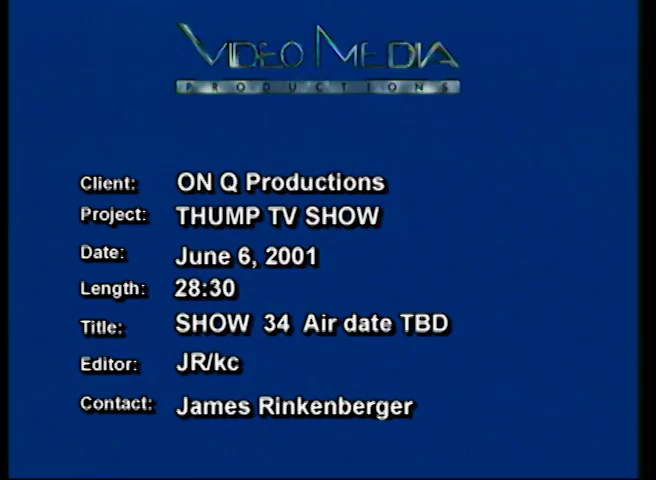 VIDEO MEDIA
PRODUCTIONS
Client: ON Q Productions
Project: THUMP TV SHOW
Date: June 6, 2001
Length: 28:30
Title: SHOW 34 Air date TBD
Editor: JR/kc
Contact: James Rinkenberger